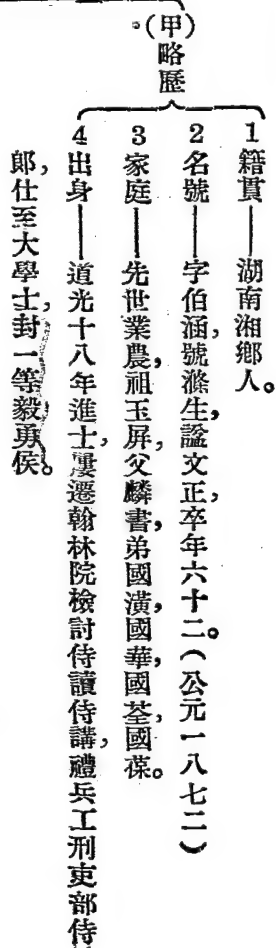 (甲)略歷。
1 籍貫——湖南湘鄉人。
2 名號——字伯涵，號滌生，諡文正，卒年六十二。(公元一八七二)
3 家庭——先世業農，祖玉屏，父麟書，弟國潢，國華，國荃，國葆。
4 出身——道光十八年進士，屢遷翰林院檢討侍讀侍講，禮兵工刑吏部侍
郎，仕至大學士，封一等毅勇侯。